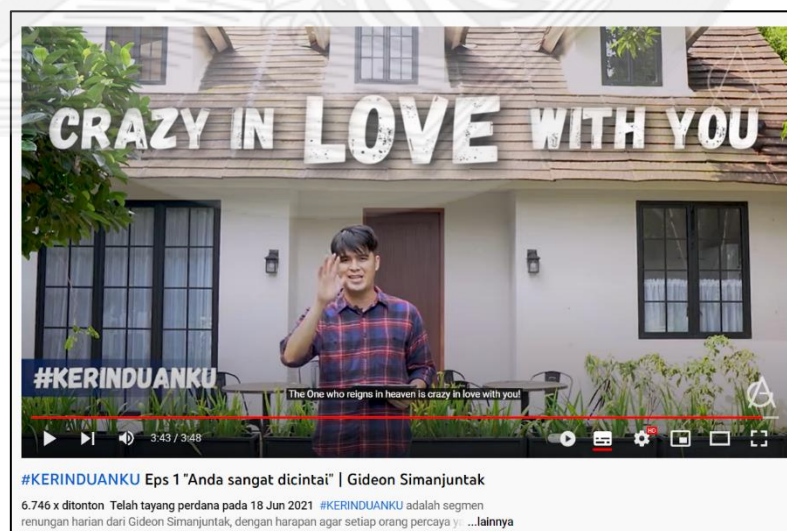 CRAZY IN LOVE WITH YOU
#KERINDUANKU
The One who reigns in heaven is crazy in love with you!
3:43 / 3:48
HD
#KERINDUANKU Eps 1 "Anda sangat dicintai" | Gideon Simanjuntak
6.746 x ditonton Telah tayang perdana pada 18 Jun 2021 #KERINDUANKU adalah segmen
renungan harian dari Gideon Simanjuntak, dengan harapan agar setiap orang percaya ...lainnya